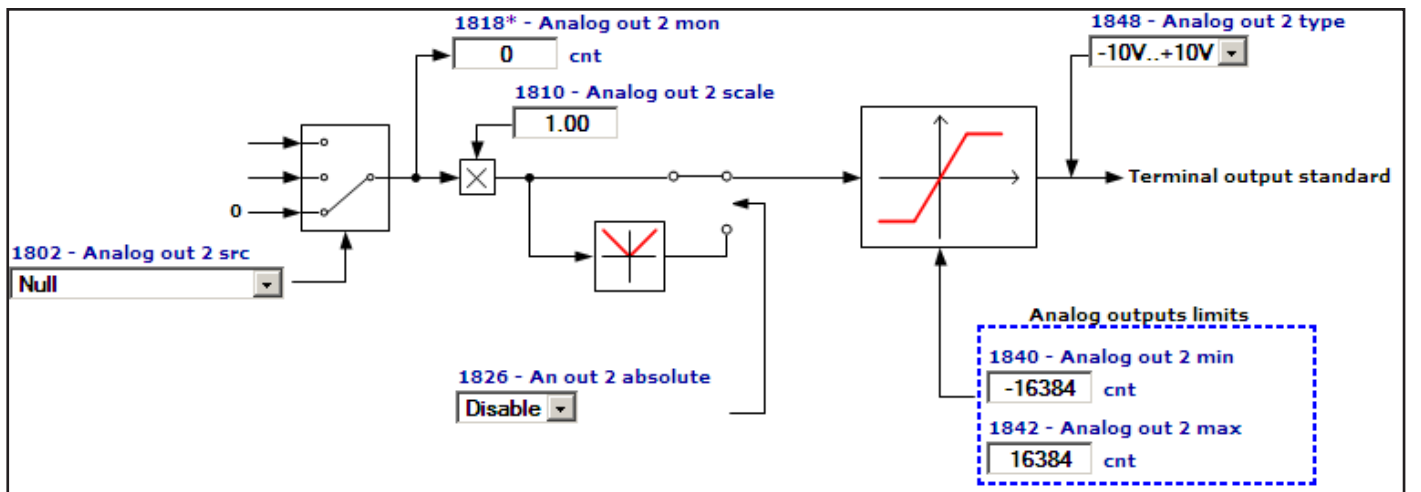 1818* - Analog out 2 mon
0 cnt
1848 - Analog out 2 type
-10V..+10V
1810 - Analog out 2 scale
1.00
Terminal output standard
0
1802 - Analog out 2 src
Null
Analog outputs limits
1840 - Analog out 2 min
-16384 cnt
1826 - An out 2 absolute
Disable
1842 - Analog out 2 max
16384 cnt